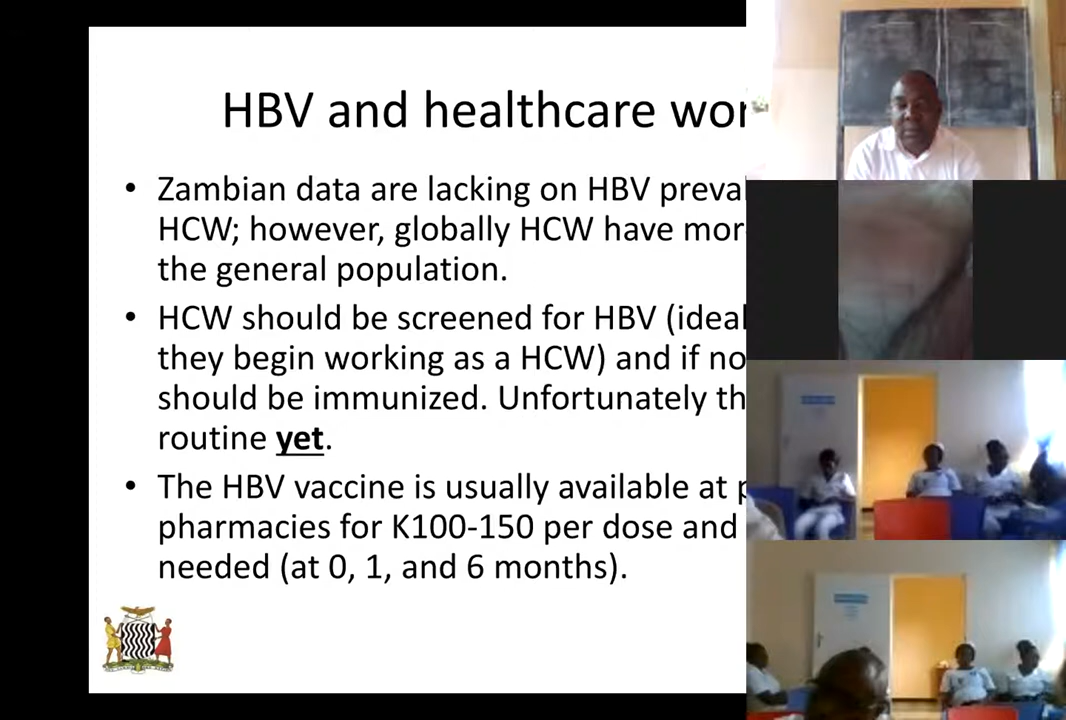 HBV and healthcare wor
• Zambian data are lacking on HBV preva
HCW; however, globally HCW have mor
the general population.
• HCW should be screened for HBV (ideal
they begin working as a HCW) and if no
should be immunized. Unfortunately th
routine yet.
• The HBV vaccine is usually available at p
pharmacies for K100-150 per dose and
needed (at 0, 1, and 6 months).